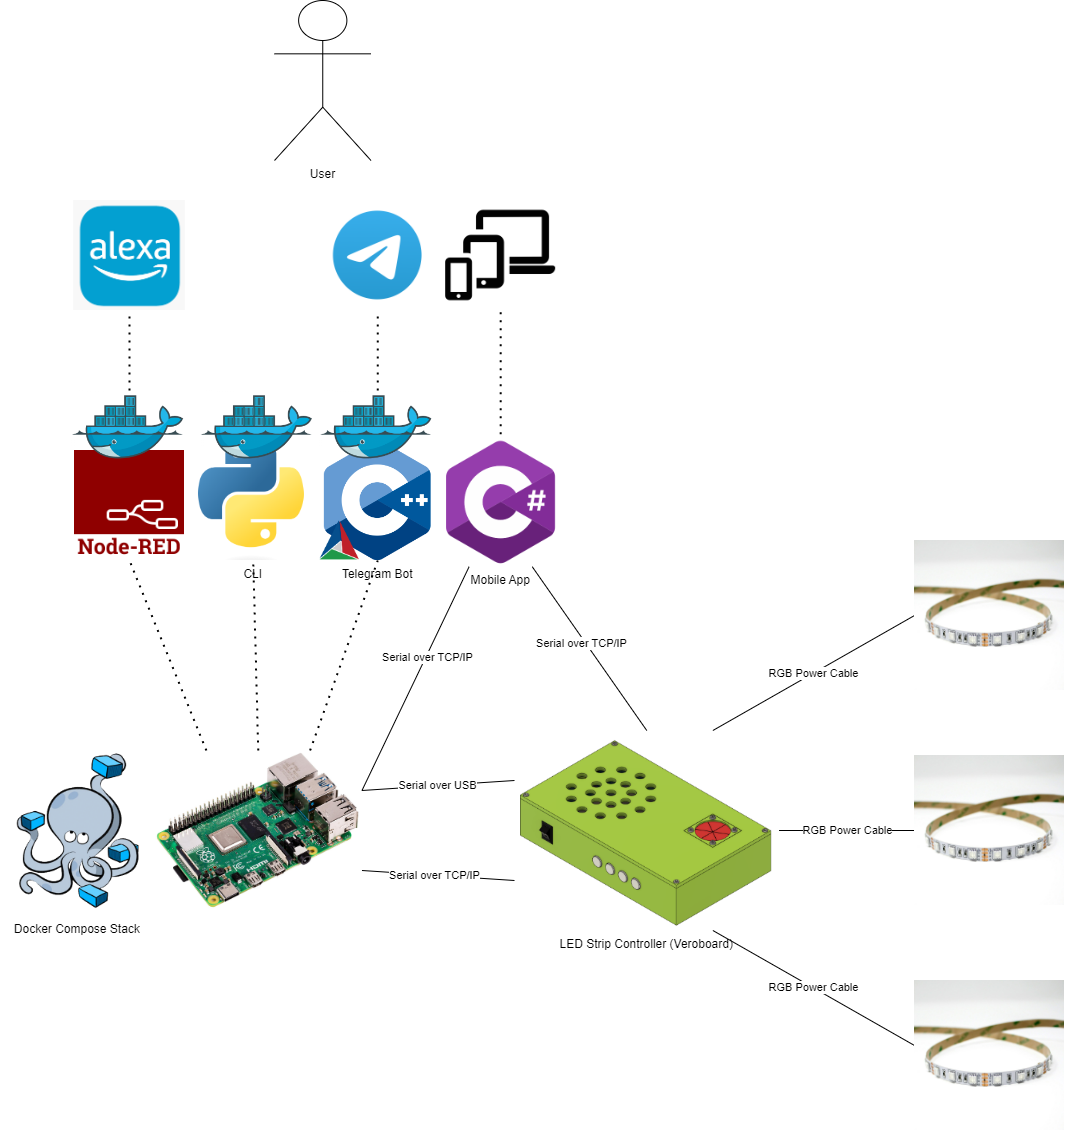 User
alexa
++
#
Node-RED
CLI
Telegram Bot
Mobile App
Serial over TCP/IP
Serial over TCP/IP
RGB Power Cable
Serial over USB
RGB Power Cable
HDMI
Serial over TCP/IP
Docker Compose Stack
LED Strip Controller (Veroboard)
RGB Power Cable